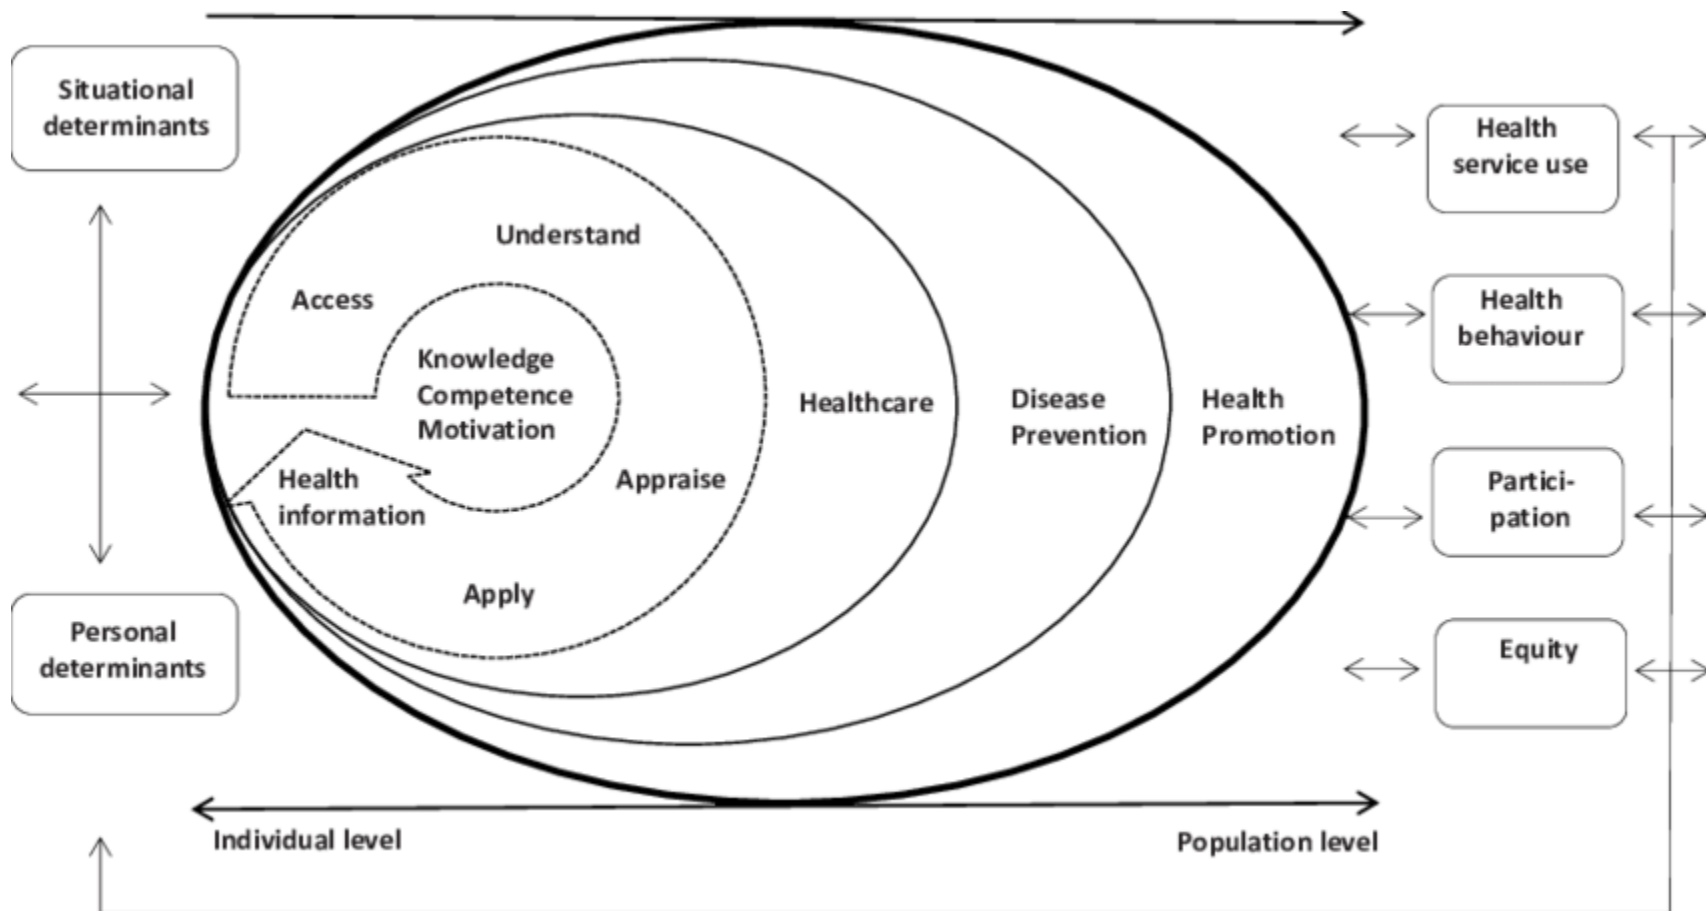 Situational
determinants
Personal
determinants
Understand
Access
Knowledge
Competence
Motivation
Health
information
Appraise
Apply
Healthcare
Disease
Prevention
Health
Promotion
Health
service use
Health
behaviour
Partici-
pation
Equity
Individual level
Population level